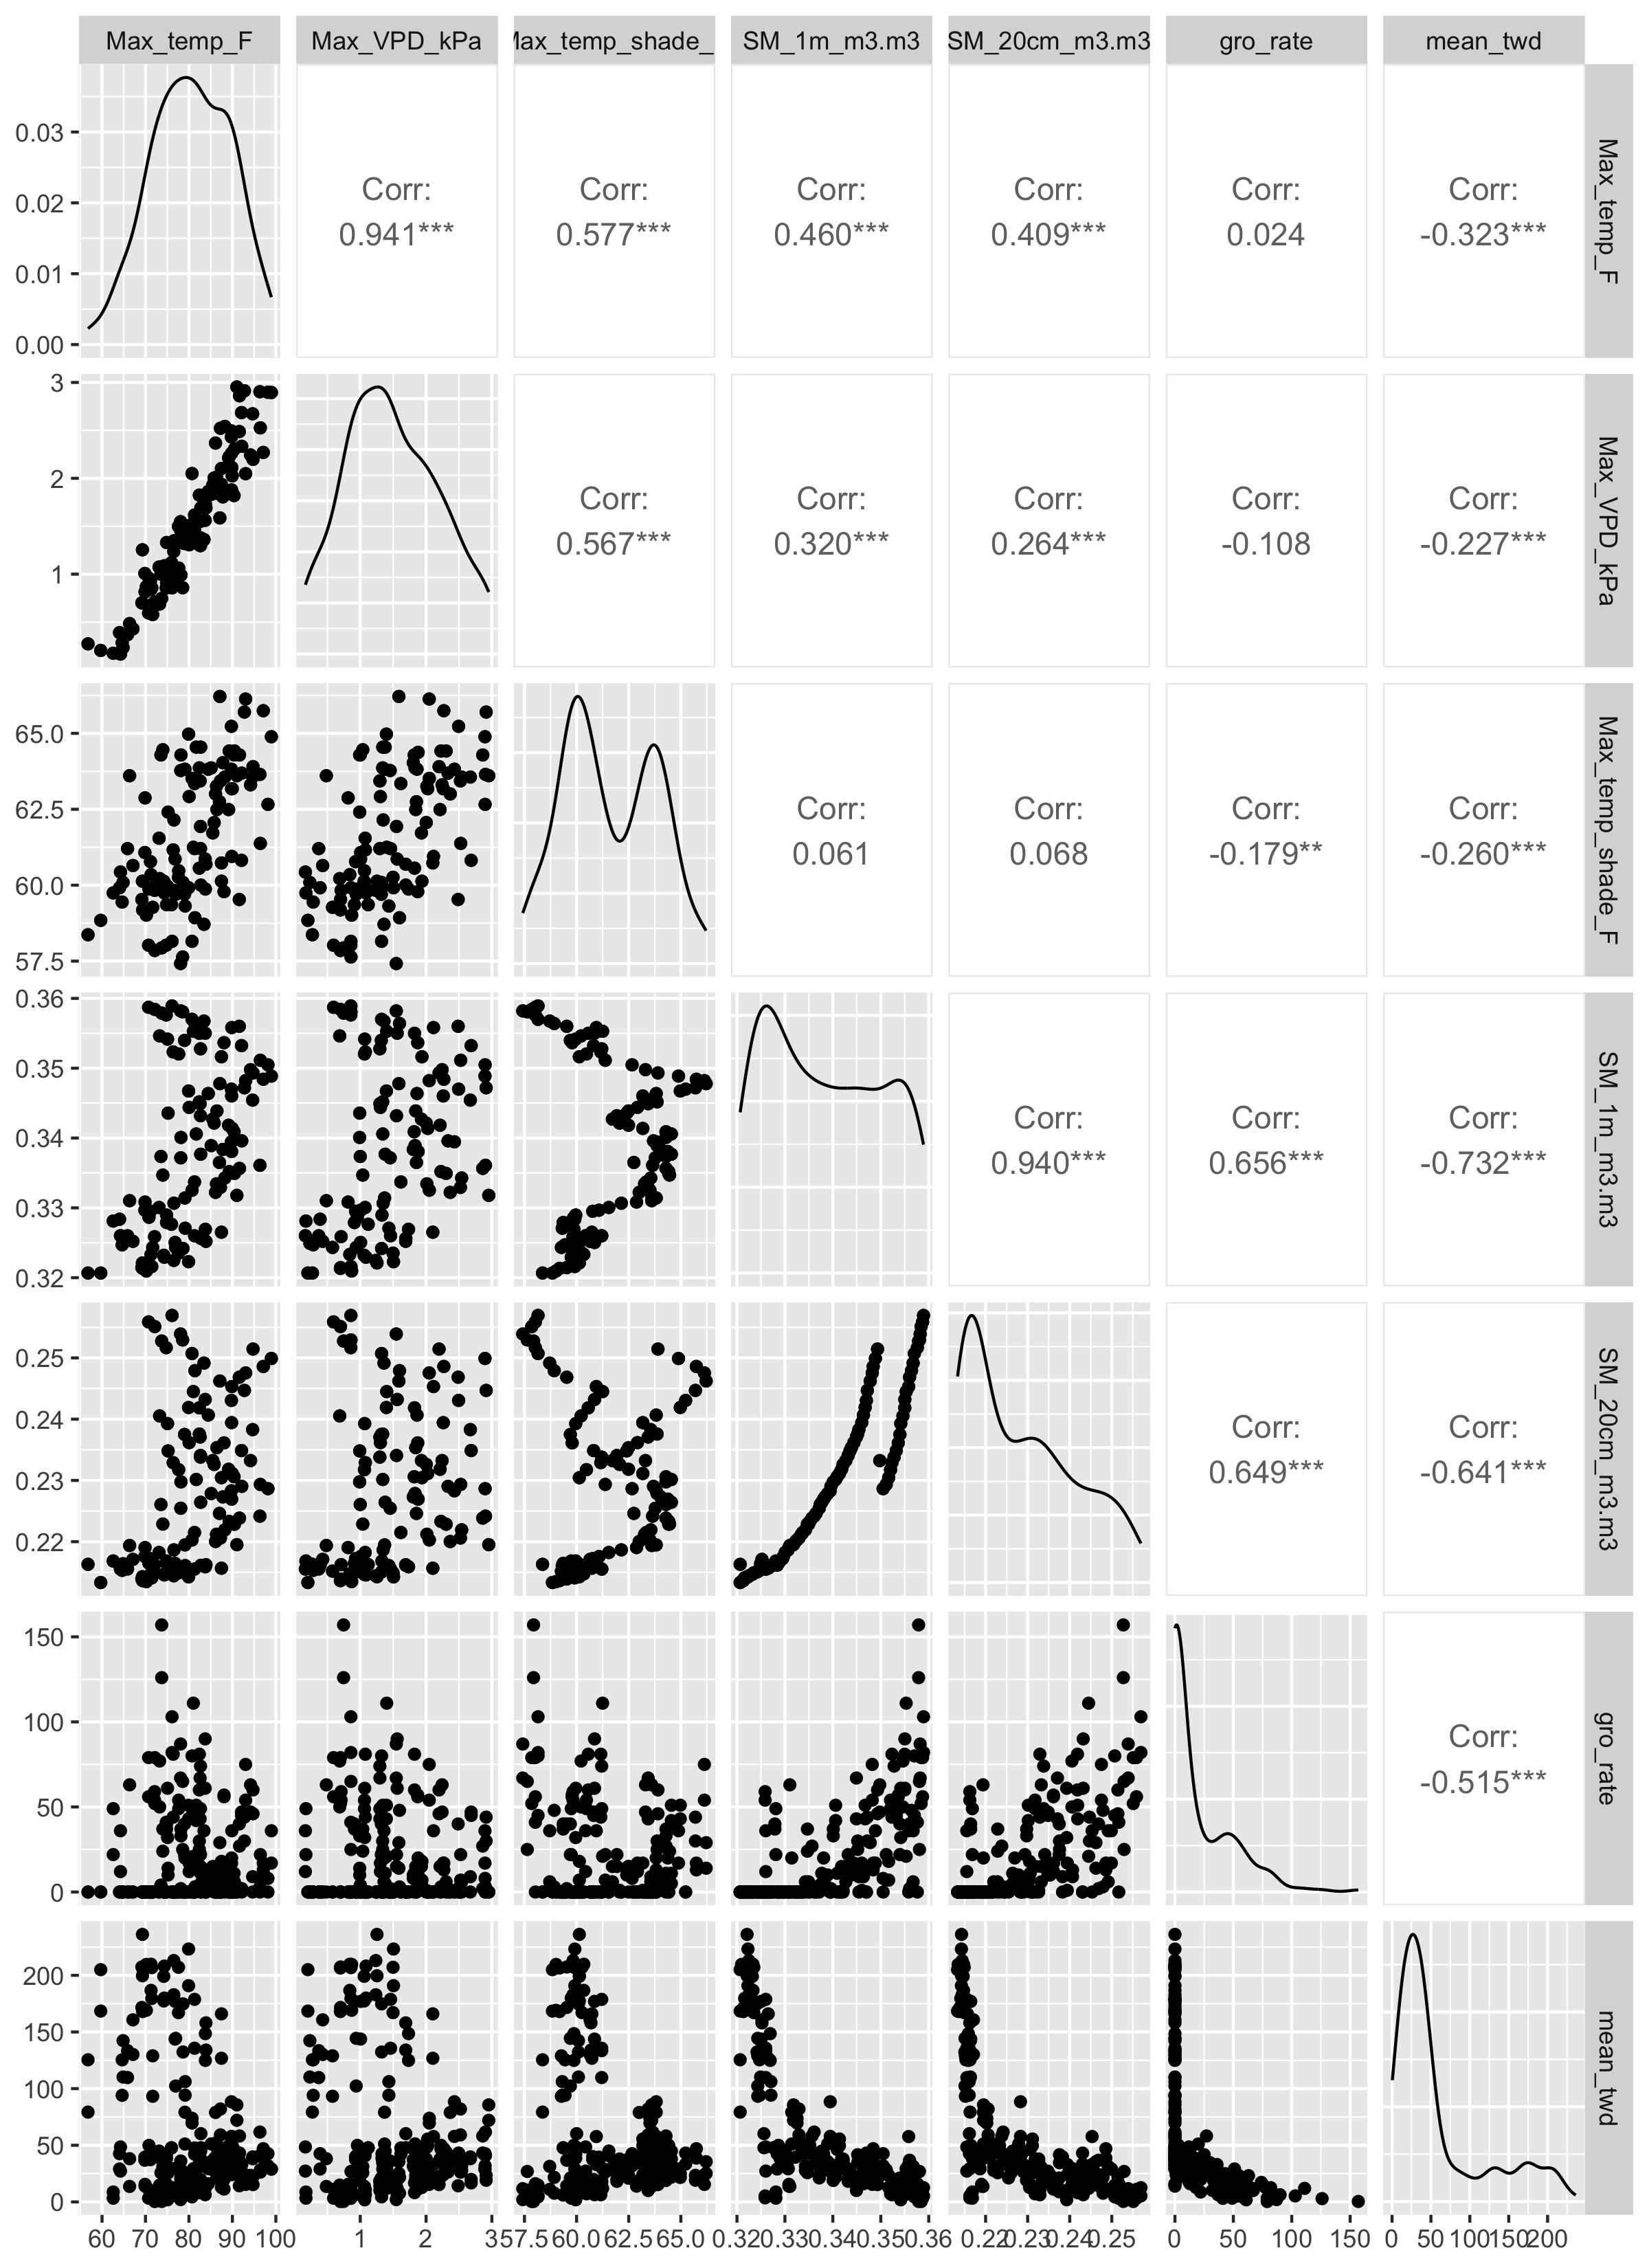 Max_temp_F Max_VPD_kPa Max_temp_shade_ SM_1m_m3.m3 SM_20cm_m3.m3 gro_rate mean_twd
0.03 0.02 0.01 0.00 Corr: 0.941*** Corr: 0.577*** Corr: 0.460*** Corr: 0.409*** Corr: 0.024 Corr: -0.323*** Max_temp_F
3 2 1 Corr: 0.567*** Corr: 0.320*** Corr: 0.264*** Corr: -0.108 Corr: -0.227*** Max_VPD_kPa
65.0 62.5 60.0 57.5 Corr: 0.061 Corr: 0.068 Corr: -0.179** Corr: -0.260*** Max_temp_shade_F
0.36 0.35 0.34 0.33 0.32 Corr: 0.940*** Corr: 0.656*** Corr: -0.732*** SM_1m_m3.m3
0.25 0.24 0.23 0.22 Corr: 0.649*** Corr: -0.641*** SM_20cm_m3.m3
150 100 50 0 Corr: -0.515*** gro_rate
200 150 100 50 0 mean_twd
60 70 80 90 100 1 2 3 57.5 60.0 62.5 65.0 0.32 0.33 0.34 0.35 0.36 0.22 0.23 0.24 0.25 0 50 100 150 0 50 100 150 200